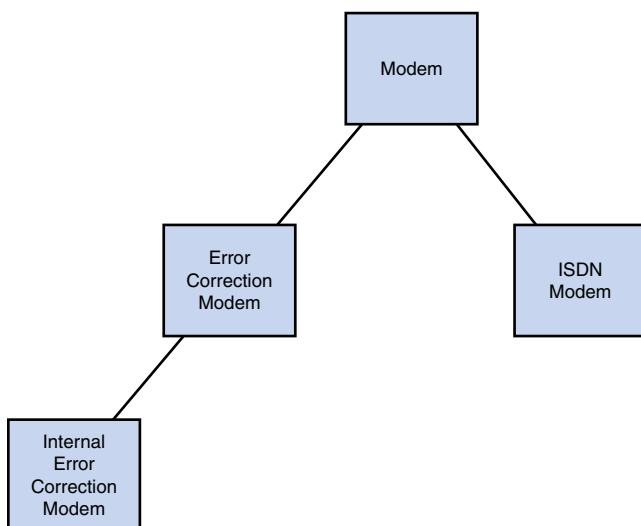 Modem
Error
Correction
Modem
ISDN
Modem
Internal
Error
Correction
Modem